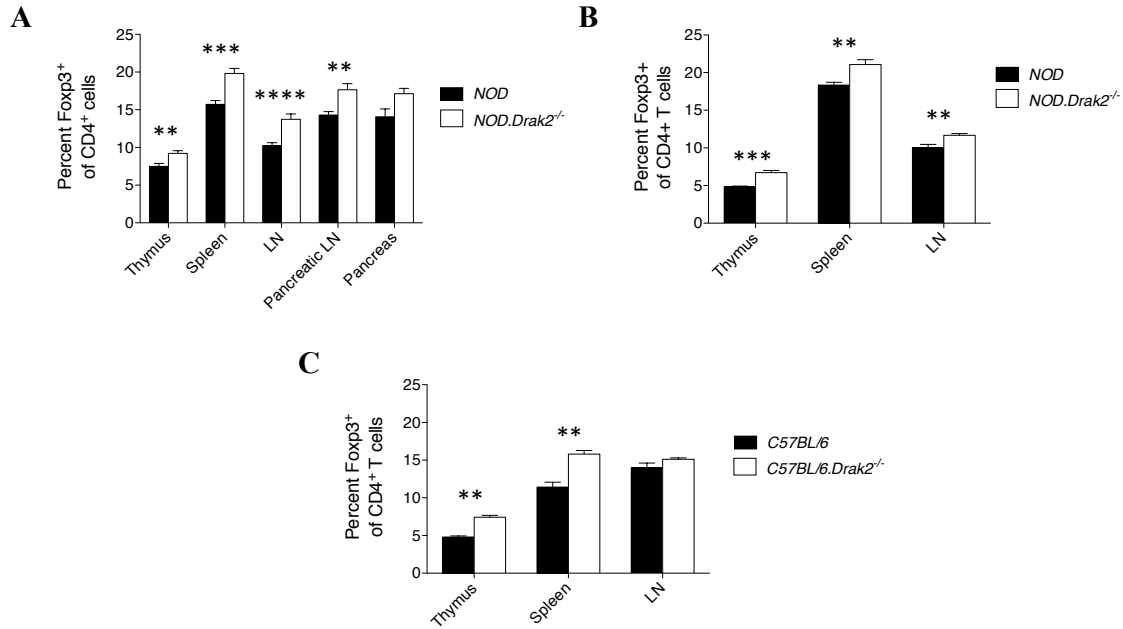 A
Percent Foxp3⁺
of CD4⁺ cells
25
20
15
10
5
0
**
***
****
**
Thymus
Spleen
LN
Pancreatic LN
Pancreas
NOD
NOD.Drak2⁻/⁻
B
Percent Foxp3+
of CD4+ T cells
25
20
15
10
5
0
***
**
**
Thymus
Spleen
LN
NOD
NOD.Drak2⁻/⁻
C
Percent Foxp3⁺
of CD4⁺ T cells
25
20
15
10
5
0
**
**
Thymus
Spleen
LN
C57BL/6
C57BL/6.Drak2⁻/⁻